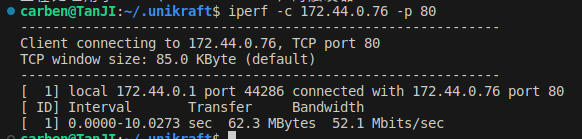 carben@TanJI:~/.unikraft$ iperf -c 172.44.0.76 -p 80
------------------------------------------------------------
Client connecting to 172.44.0.76, TCP port 80
TCP window size: 85.0 KByte (default)
------------------------------------------------------------
[  1] local 172.44.0.1 port 44286 connected with 172.44.0.76 port 80
[ ID] Interval       Transfer     Bandwidth
[  1] 0.0000-10.0273 sec  62.3 MBytes  52.1 Mbits/sec
carben@TanJI:~/.unikraft$